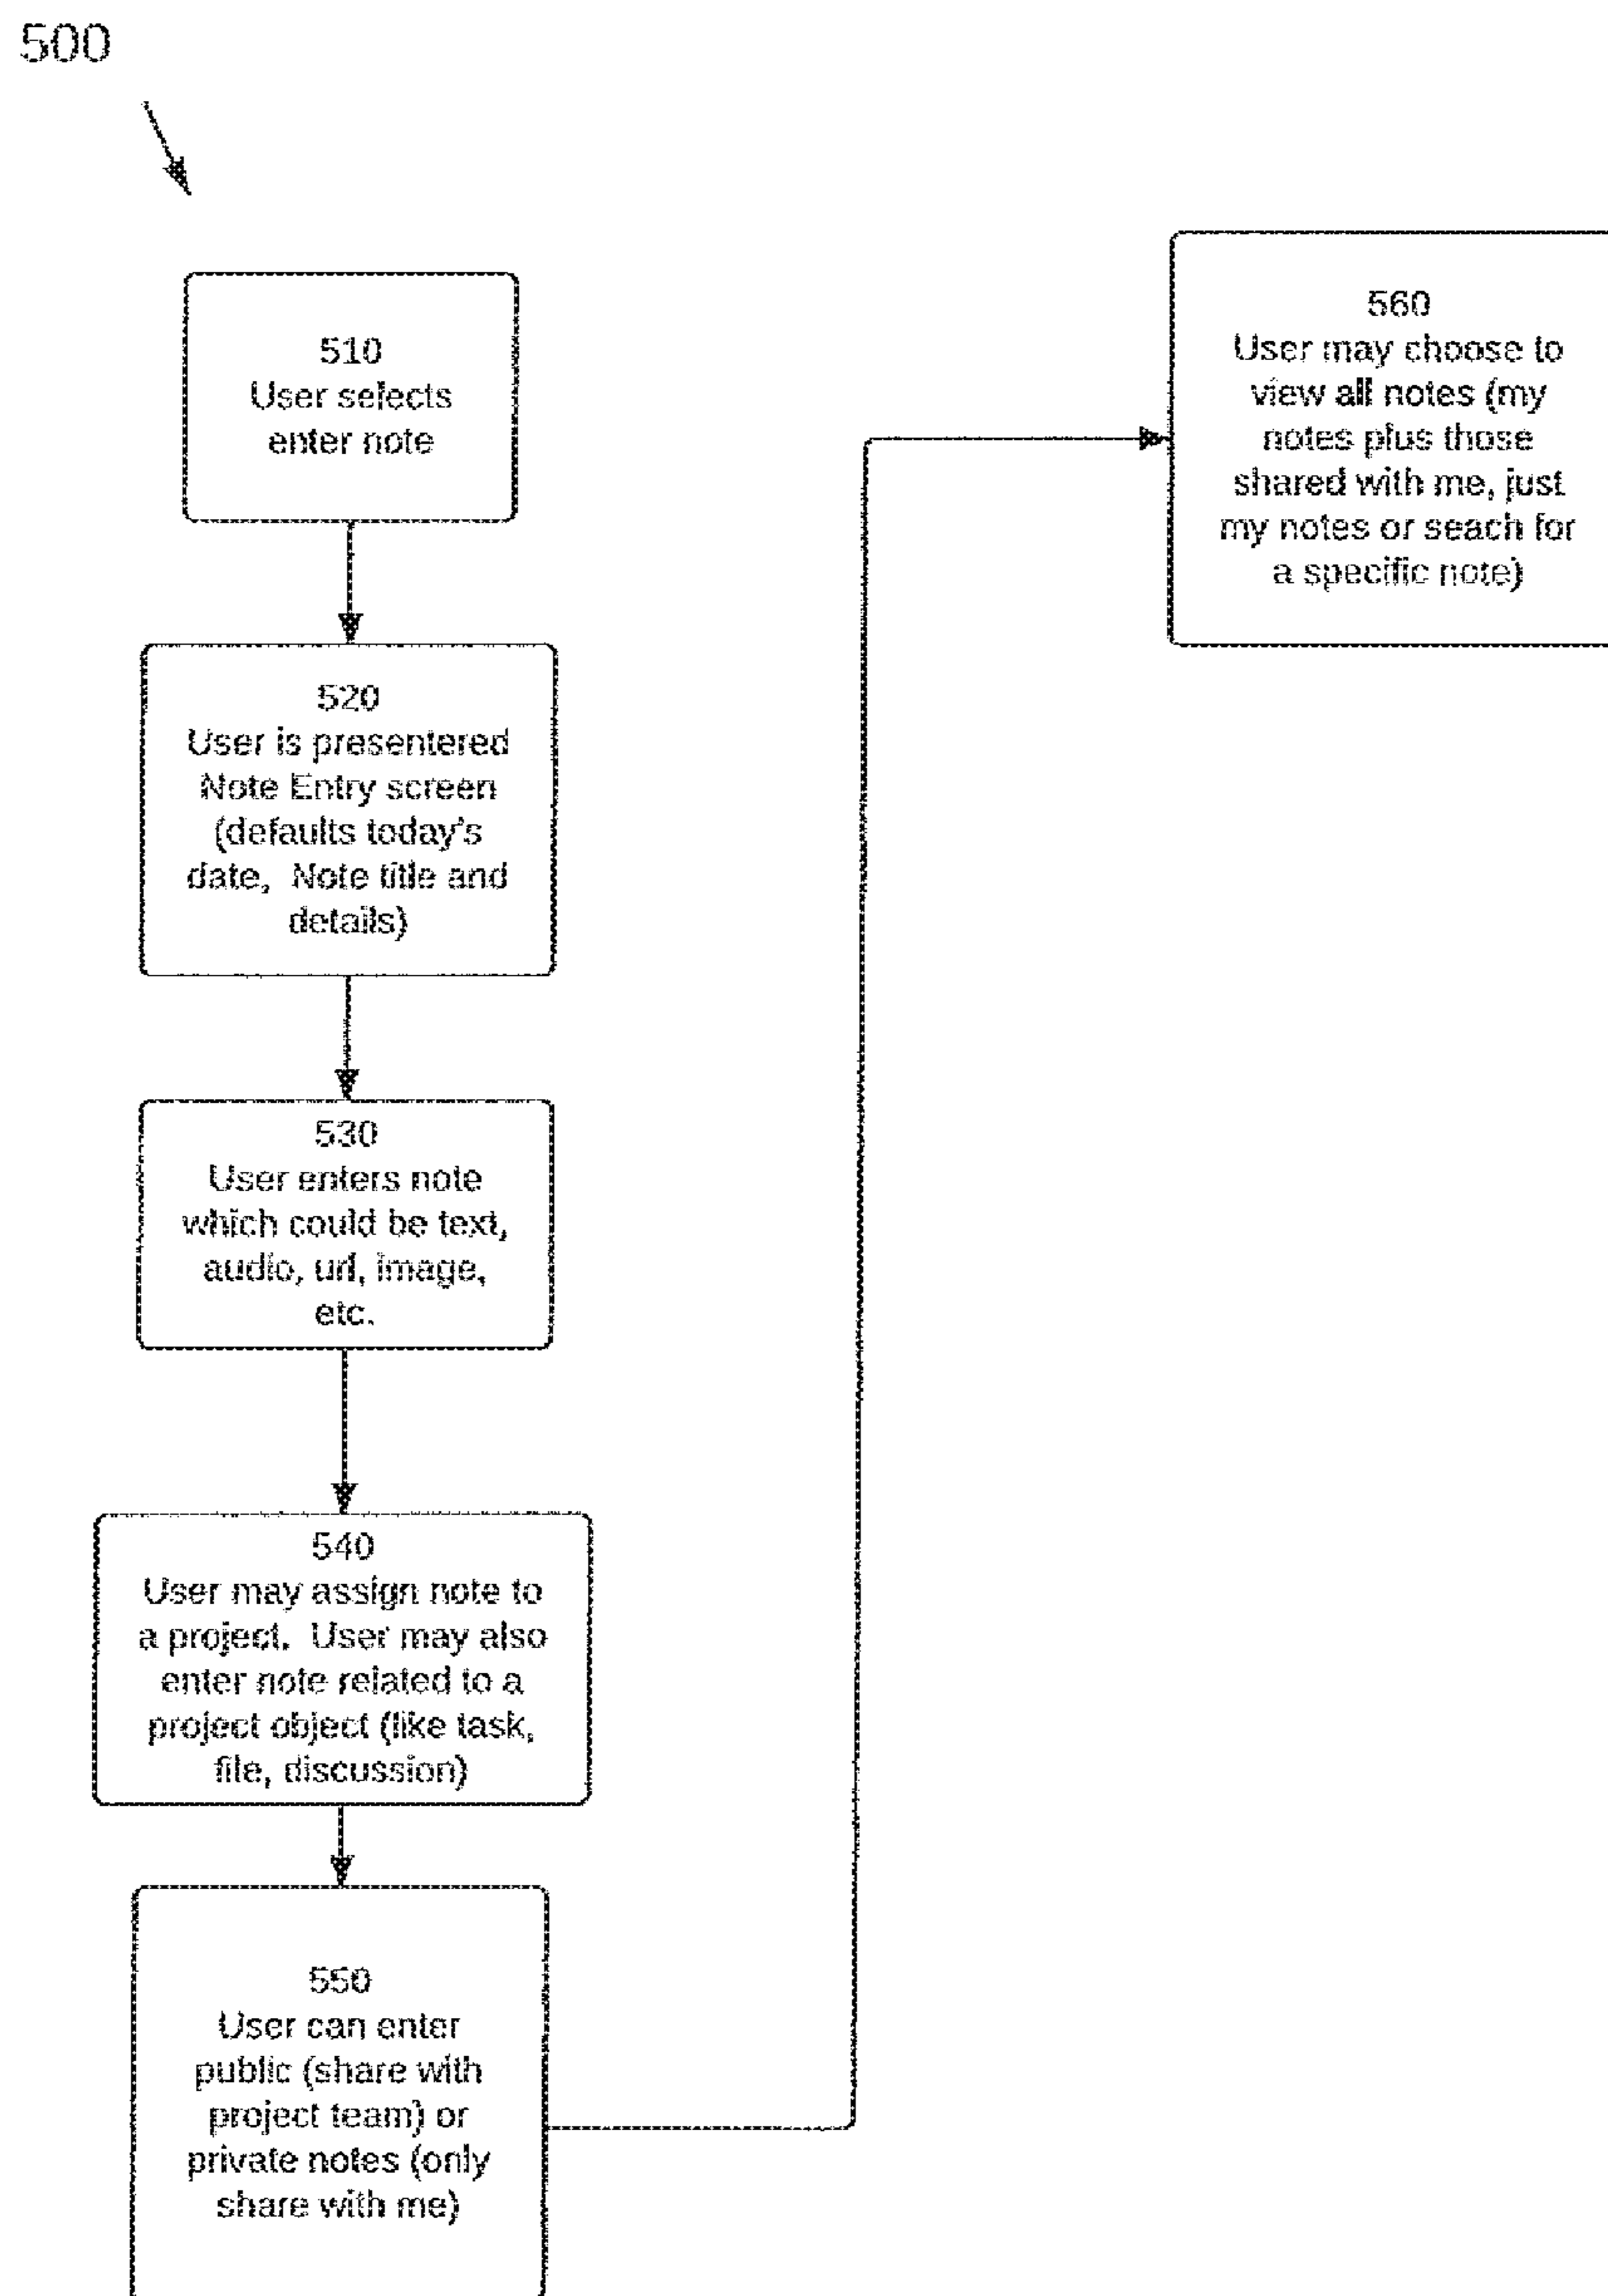 500
510
User selects
enter note
520
User is presentered
Note Entry screen
(defaults today's
date,  Note title and
details)
530
User enters note
which could be text,
audio, url, image,
etc.
540
User may assign note to
a project.  User may also
enter note related to a
project object (like task,
file, discussion)
550
User can enter
public (share with
project team) or
private notes (only
share with me)
560
User may choose to
view all notes (my
notes plus those
shared with me, just
my notes or seach for
a specific note)